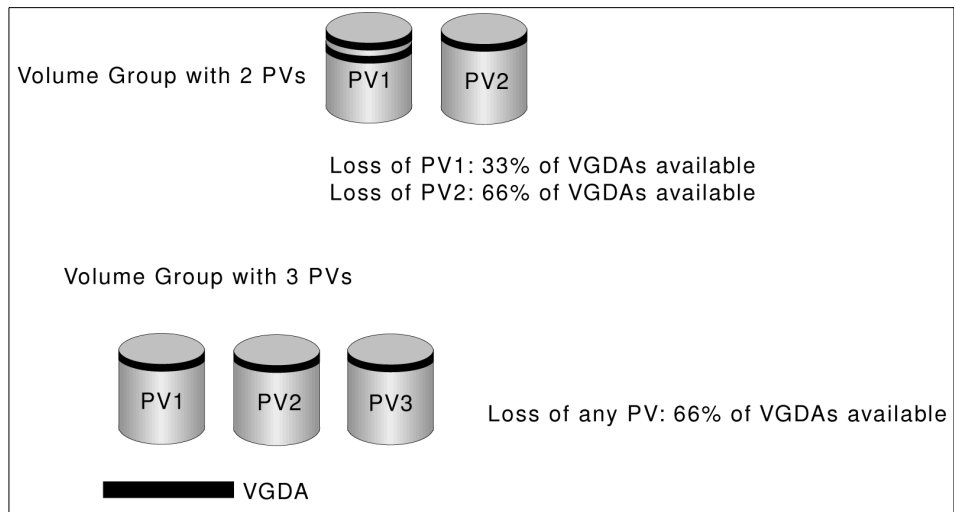 Volume Group with 2 PVs
PV1
PV2
Loss of PV1: 33% of VGDAs available
Loss of PV2: 66% of VGDAs available
Volume Group with 3 PVs
PV1
PV2
PV3
Loss of any PV: 66% of VGDAs available
VGDA